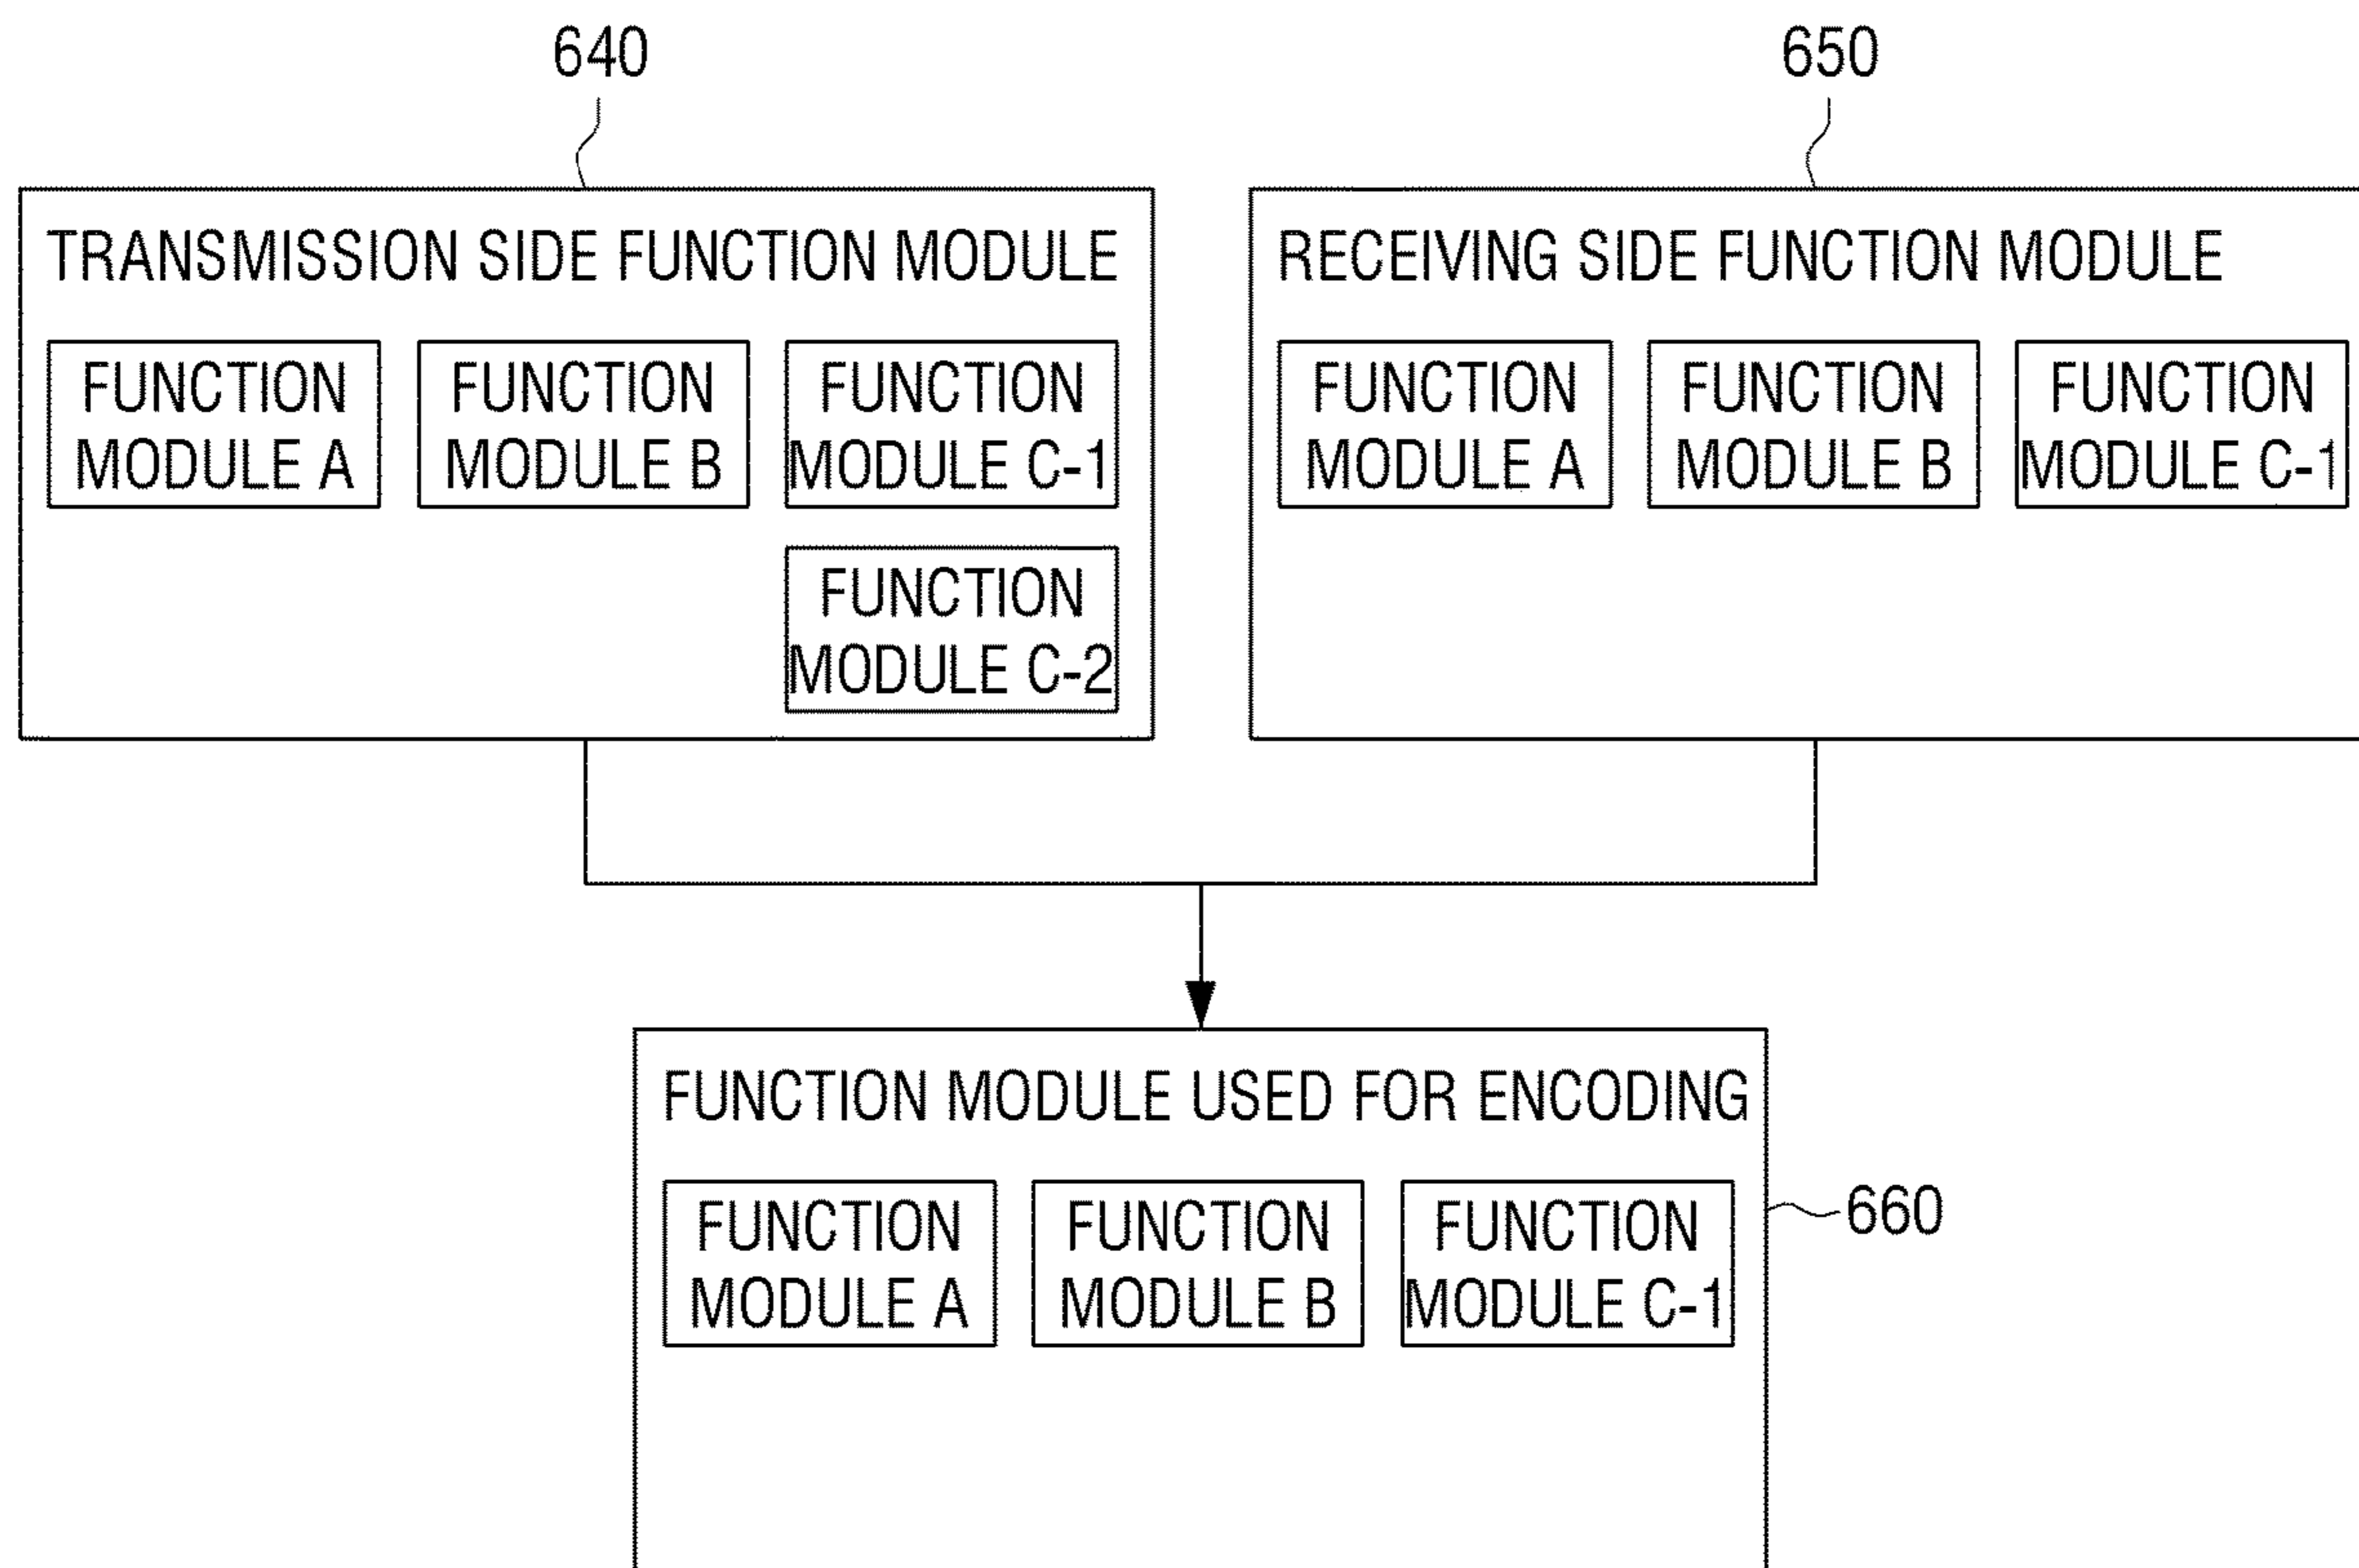 640
650
TRANSMISSION SIDE FUNCTION MODULE
FUNCTION
MODULE A
FUNCTION
MODULE B
FUNCTION
MODULE C-1
FUNCTION
MODULE C-2
RECEIVING SIDE FUNCTION MODULE
FUNCTION
MODULE A
FUNCTION
MODULE B
FUNCTION
MODULE C-1
FUNCTION MODULE USED FOR ENCODING
FUNCTION
MODULE A
FUNCTION
MODULE B
FUNCTION
MODULE C-1
660